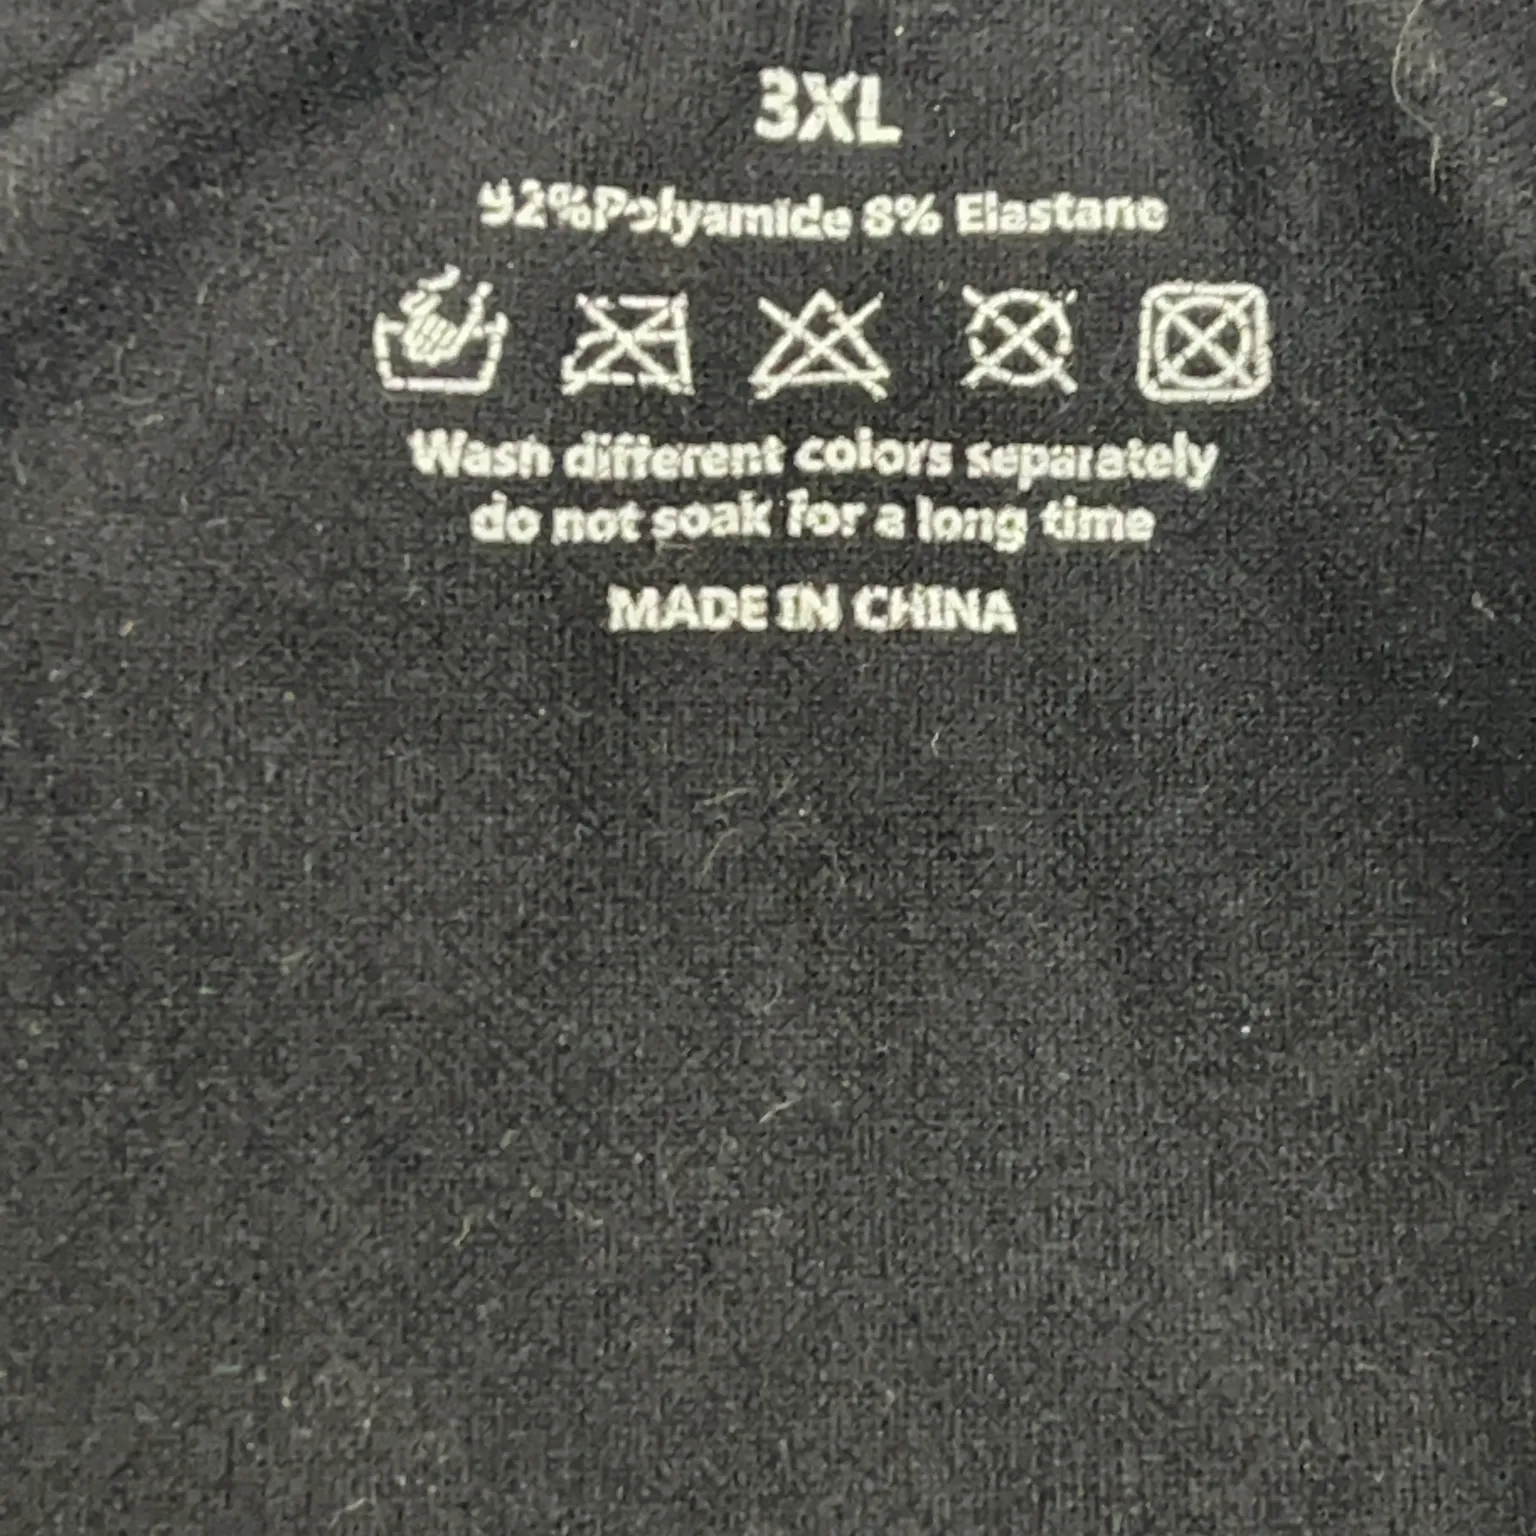 3XL
92%Polyamide 8% Elastane
Wash different colors separately
do not soak for a long time
MADE IN CHINA